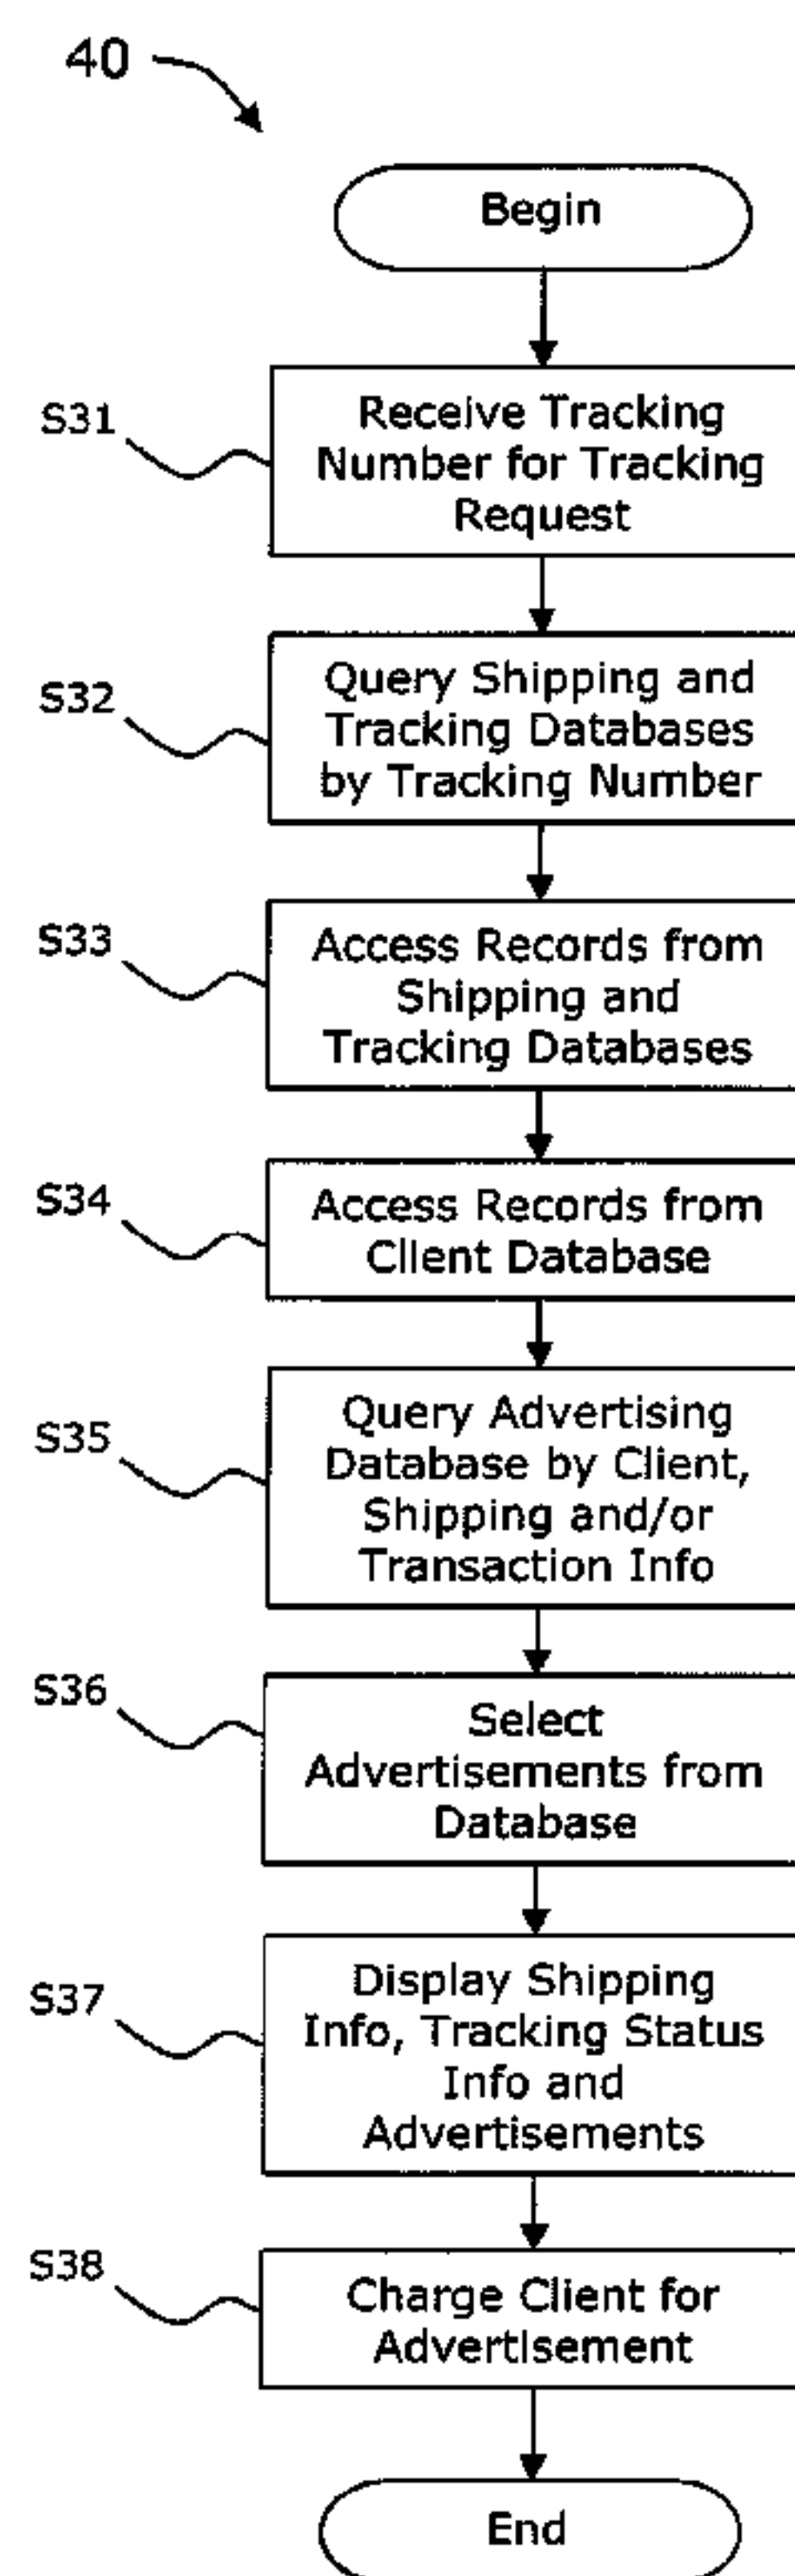 40
Begin
S31
Receive Tracking
Number for Tracking
Request
S32
Query Shipping and
Tracking Databases
by Tracking Number
S33
Access Records from
Shipping and
Tracking Databases
S34
Access Records from
Client Database
S35
Query Advertising
Database by Client,
Shipping and/or
Transaction Info
S36
Select
Advertisements from
Database
S37
Display Shipping
Info, Tracking Status
Info and
Advertisements
S38
Charge Client for
Advertisement
End